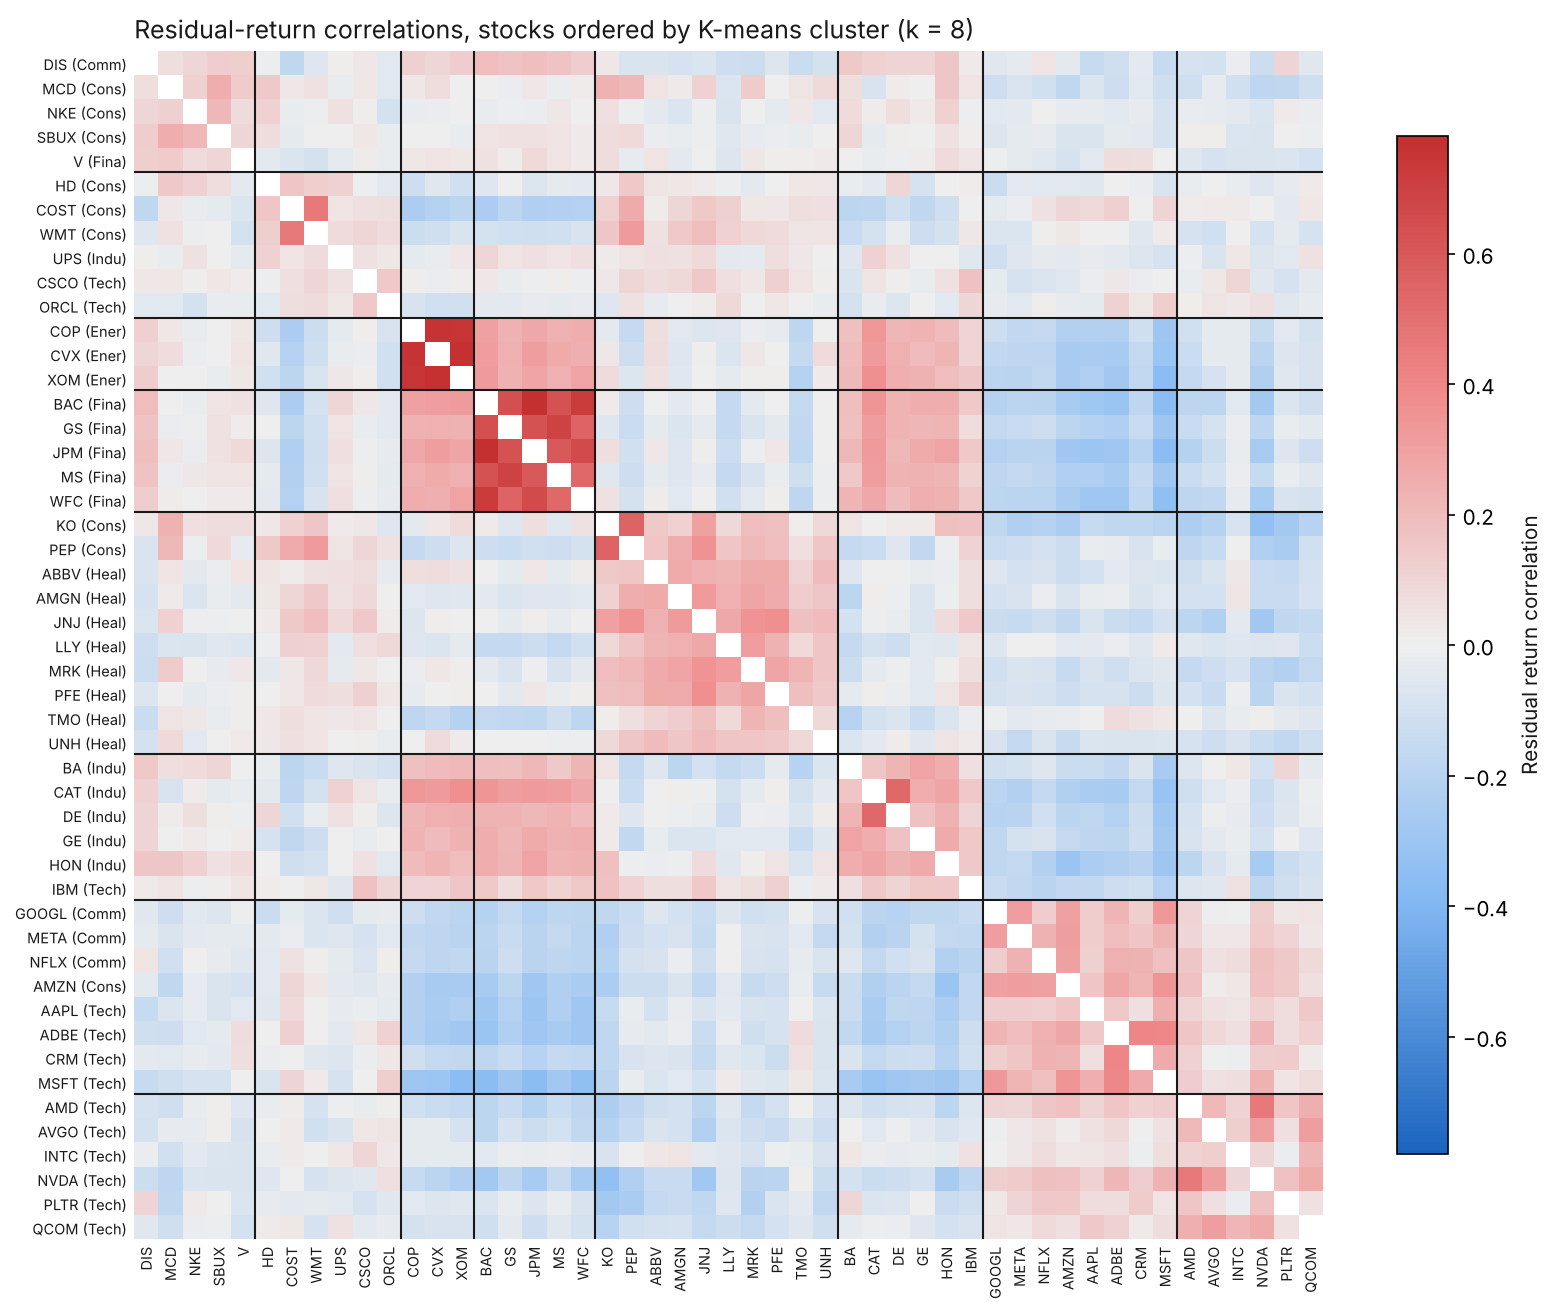 Residual-return correlations, stocks ordered by K-means cluster (k = 8)
DIS (Comm)
MCD (Cons)
NKE (Cons)
SBUX (Cons)
V (Fina)
HD (Cons)
COST (Cons)
WMT (Cons)
UPS (Indu)
CSCO (Tech)
ORCL (Tech)
COP (Ener)
CVX (Ener)
XOM (Ener)
BAC (Fina)
GS (Fina)
JPM (Fina)
MS (Fina)
WFC (Fina)
KO (Cons)
PEP (Cons)
ABBV (Heal)
AMGN (Heal)
JNJ (Heal)
LLY (Heal)
MRK (Heal)
PFE (Heal)
TMO (Heal)
UNH (Heal)
BA (Indu)
CAT (Indu)
DE (Indu)
GE (Indu)
HON (Indu)
IBM (Tech)
GOOGL (Comm)
META (Comm)
NFLX (Comm)
AMZN (Cons)
AAPL (Tech)
ADBE (Tech)
CRM (Tech)
MSFT (Tech)
AMD (Tech)
AVGO (Tech)
INTC (Tech)
NVDA (Tech)
PLTR (Tech)
QCOM (Tech)
DIS
MCD
NKE
SBUX
V
HD
COST
WMT
UPS
CSCO
ORCL
COP
CVX
XOM
BAC
GS
JPM
MS
WFC
KO
PEP
ABBV
AMGN
JNJ
LLY
MRK
PFE
TMO
UNH
BA
CAT
DE
GE
HON
IBM
GOOGL
META
NFLX
AMZN
AAPL
ADBE
CRM
MSFT
AMD
AVGO
INTC
NVDA
PLTR
QCOM
0.6
0.4
0.2
0.0
−0.2
−0.4
−0.6
Residual return correlation